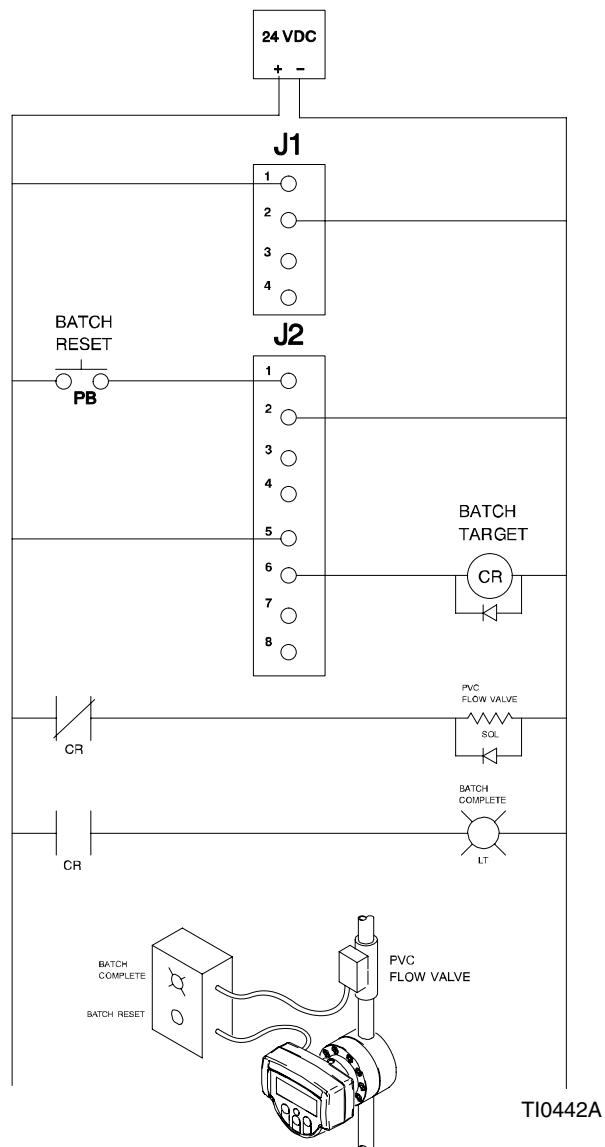 24 VDC
+ −
J1
1
2
3
4
BATCH
RESET
PB
J2
1
2
3
4
5
6
7
8
BATCH
TARGET
CR
CR
PVC
FLOW VALVE
SOL
CR
BATCH
COMPLETE
LT
BATCH
COMPLETE
BATCH RESET
PVC
FLOW VALVE
TI0442A